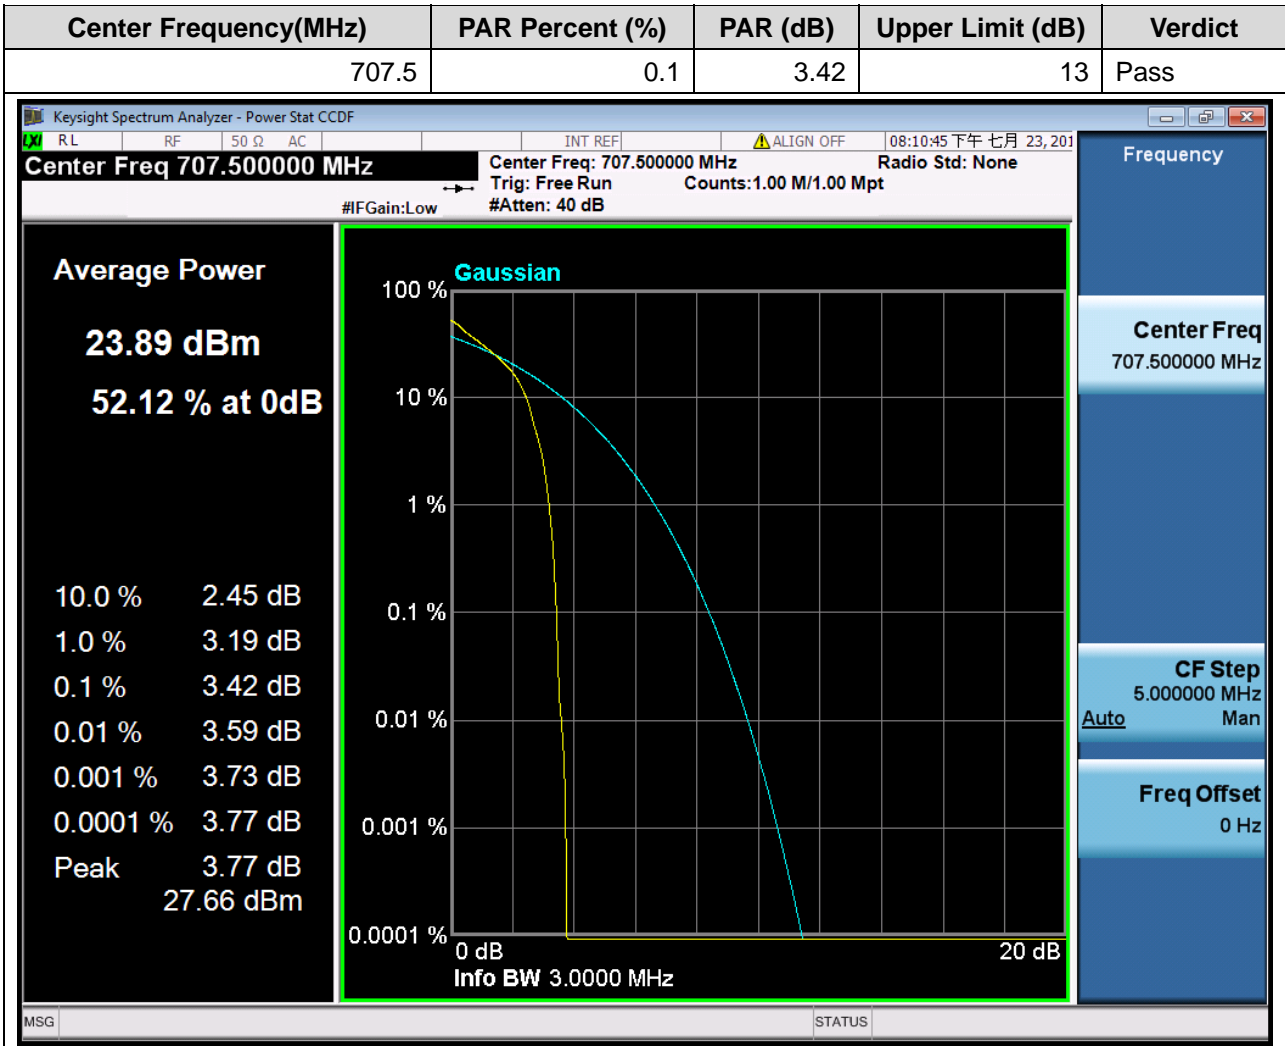 Center Frequency(MHz) PAR Percent (%) PAR (dB) Upper Limit (dB) Verdict
707.5 0.1 3.42 13 Pass
Keysight Spectrum Analyzer - Power Stat CCDF
LXI RL RF 50 Ω AC INT REF ALIGN OFF 08:10:45 下午 七月 23, 201
Center Freq 707.500000 MHz
Center Freq: 707.500000 MHz Radio Std: None
Trig: Free Run Counts:1.00 M/1.00 Mpt
#IFGain:Low #Atten: 40 dB
Frequency
Average Power
23.89 dBm
52.12 % at 0dB
10.0 % 2.45 dB
1.0 % 3.19 dB
0.1 % 3.42 dB
0.01 % 3.59 dB
0.001 % 3.73 dB
0.0001 % 3.77 dB
Peak 3.77 dB
27.66 dBm
Gaussian
100 %
10 %
1 %
0.1 %
0.01 %
0.001 %
0.0001 %
0 dB 20 dB
Info BW 3.0000 MHz
Center Freq
707.500000 MHz
CF Step
5.000000 MHz
Auto Man
Freq Offset
0 Hz
MSG STATUS